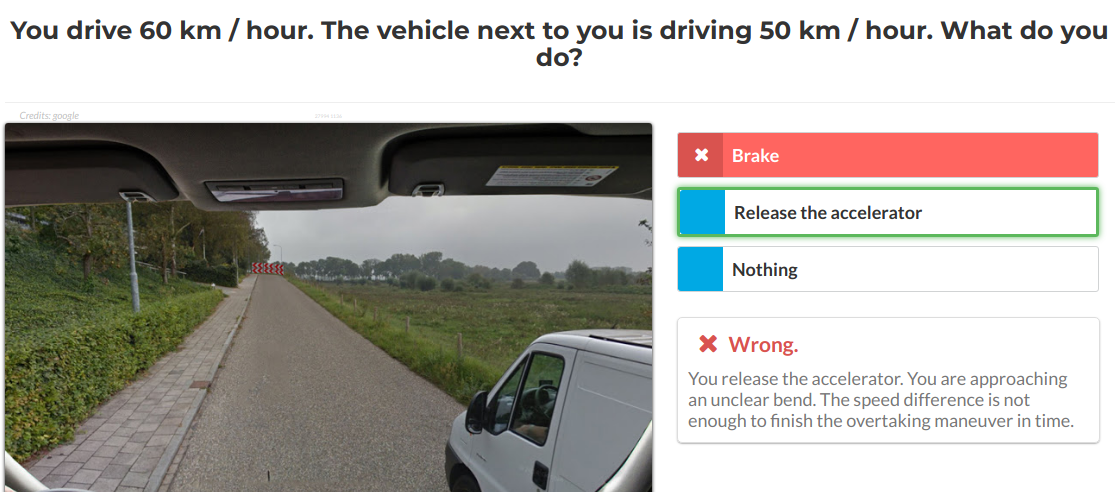 You drive 60 km / hour. The vehicle next to you is driving 50 km / hour. What do you
do?
Credits: google
Brake
Release the accelerator
Nothing
Wrong.
You release the accelerator. You are approaching
an unclear bend. The speed difference is not
enough to finish the overtaking maneuver in time.